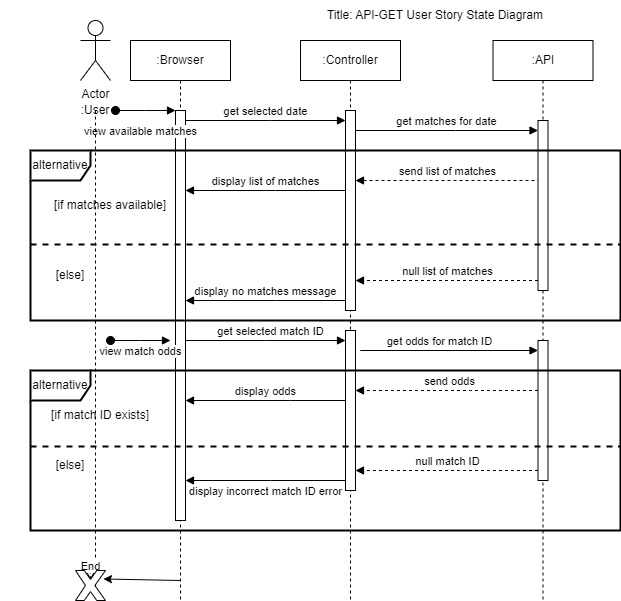 Title: API-GET User Story State Diagram
:Browser
:Controller
:API
Actor
:User
get selected date
get matches for date
view available matches
alternative
send list of matches
display list of matches
[if matches available]
[else]
null list of matches
display no matches message
get selected match ID
get odds for match ID
view match odds
alternative
send odds
display odds
[if match ID exists]
[else]
null match ID
display incorrect match ID error
End